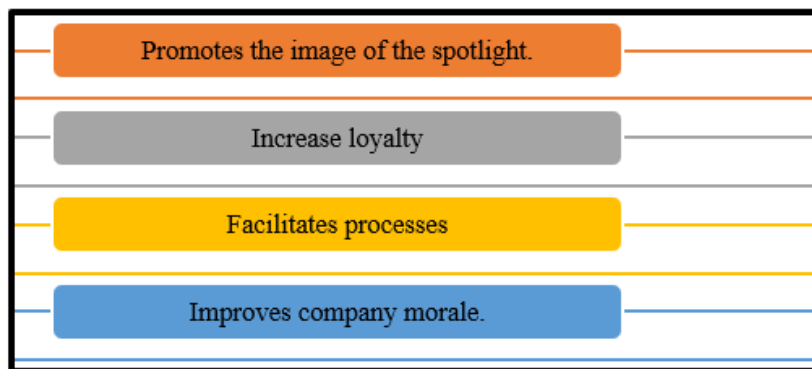 Promotes the image of the spotlight.
Increase loyalty
Facilitates processes
Improves company morale.